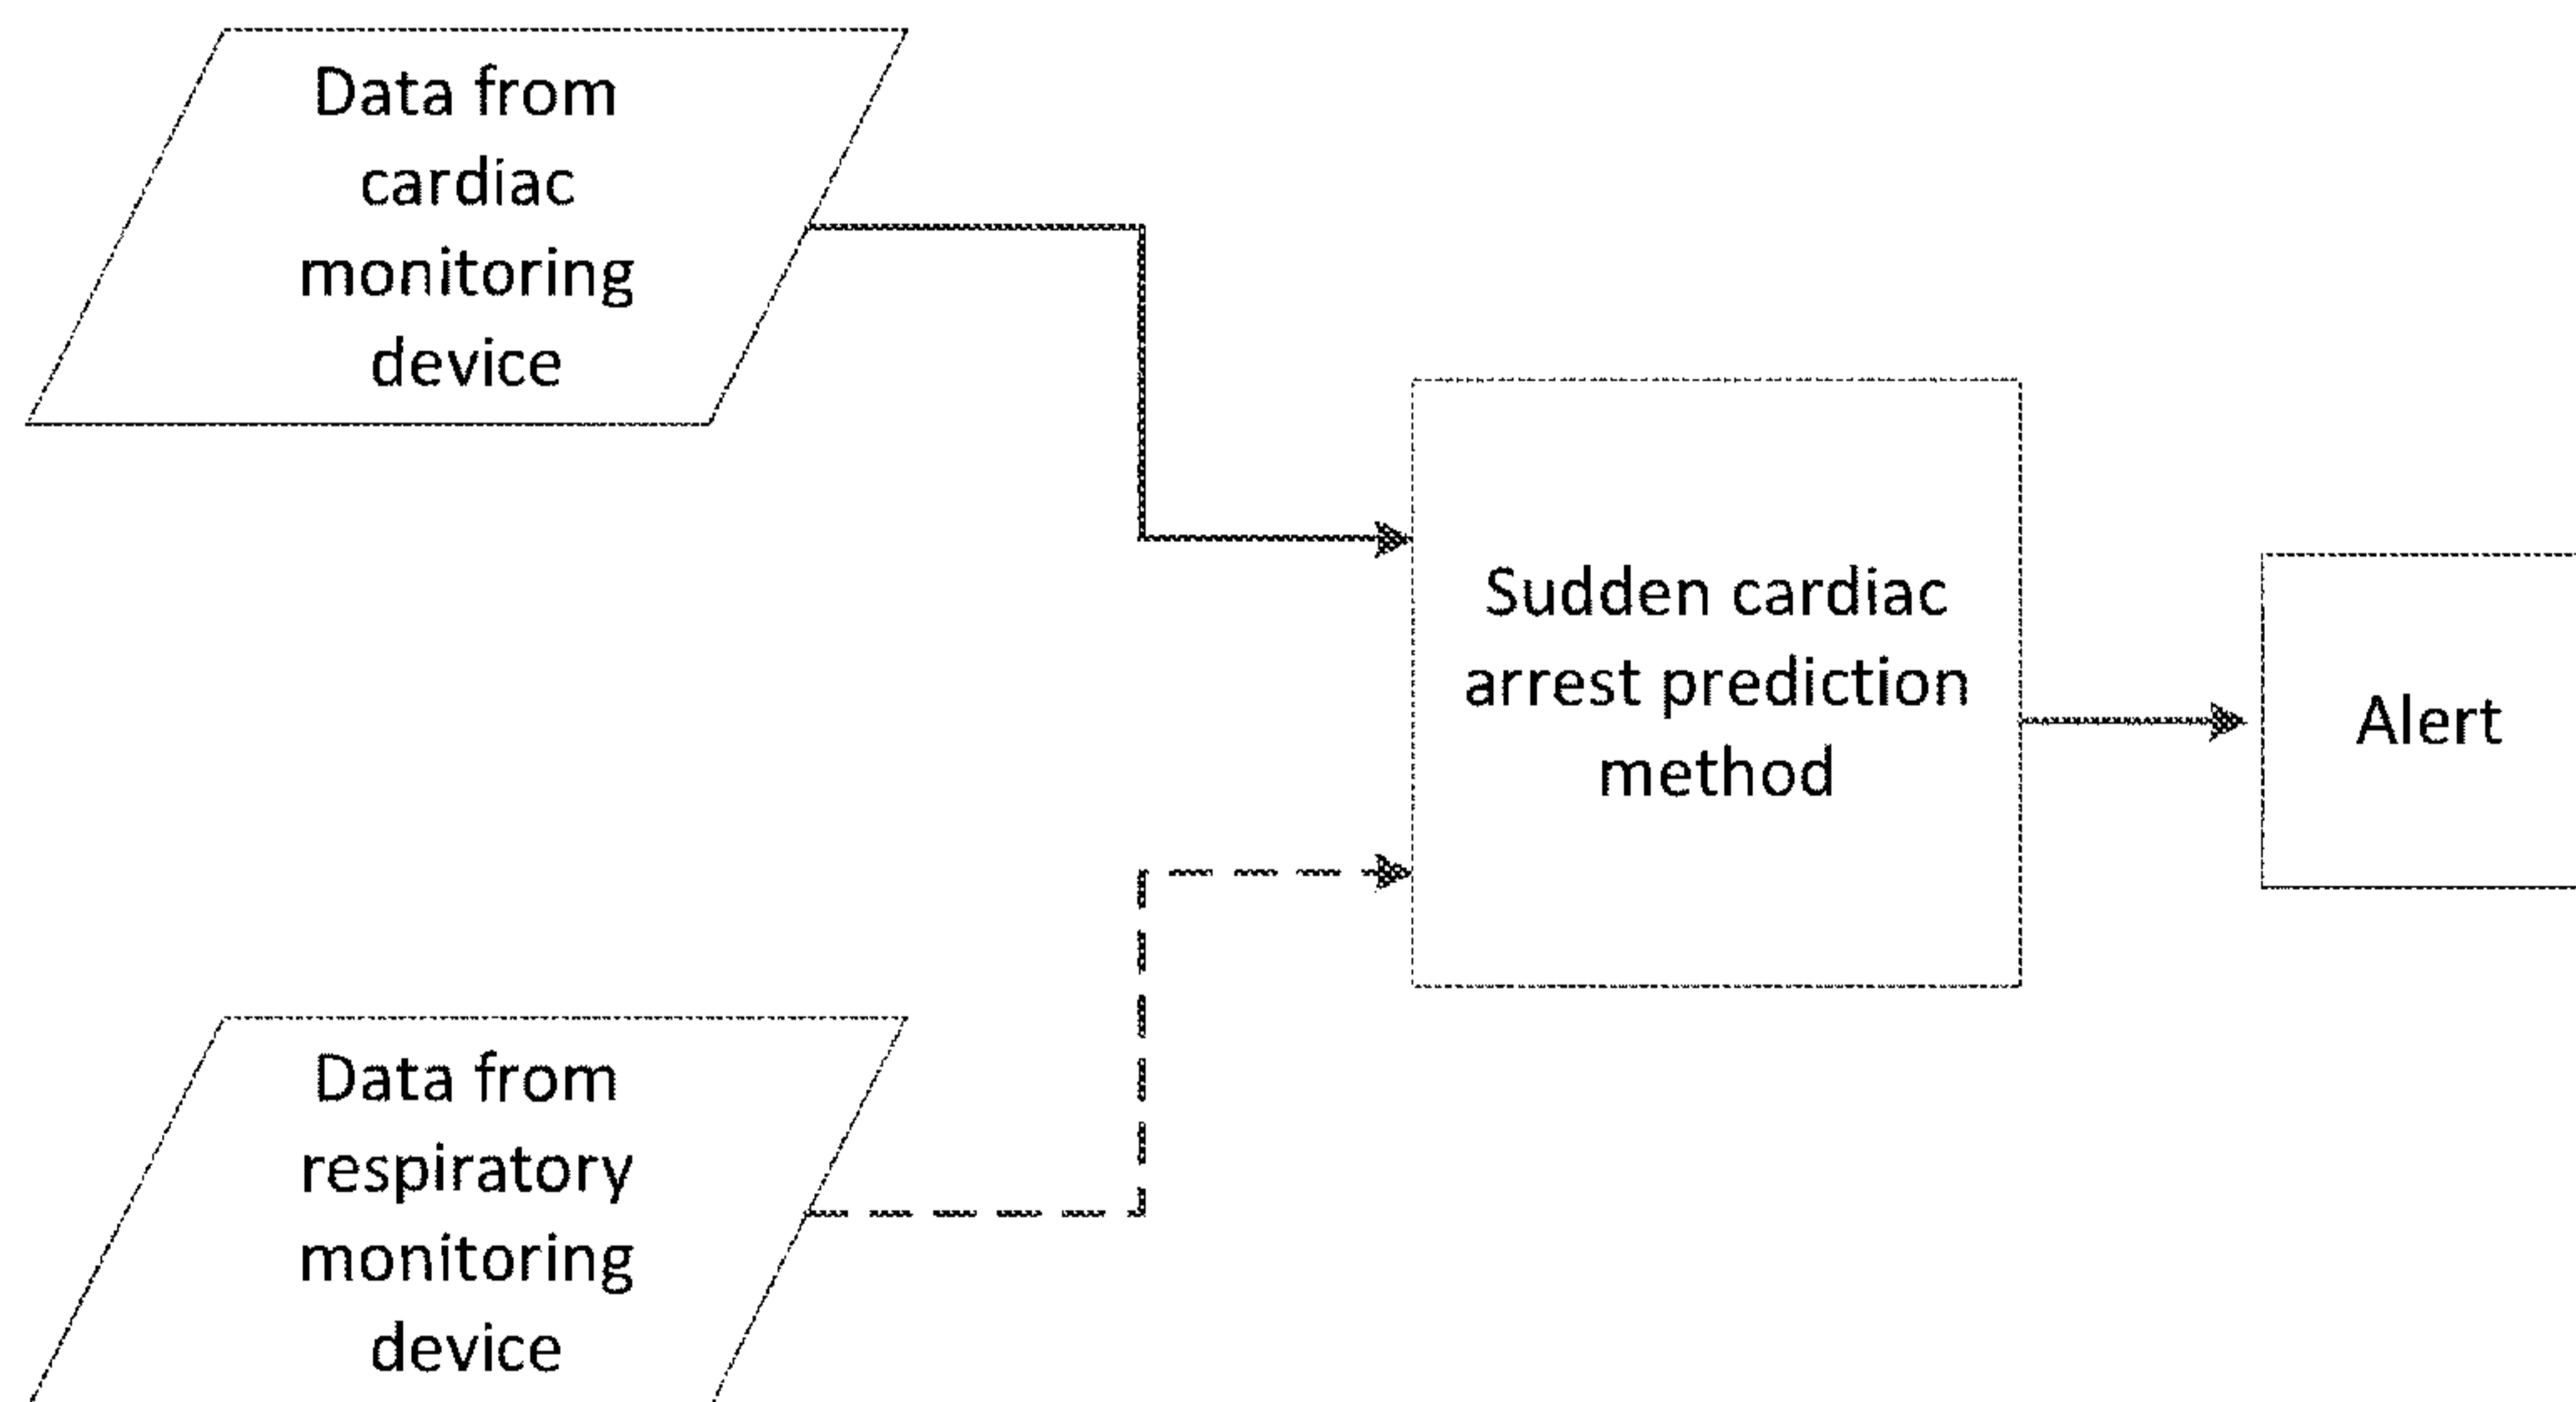 Data from
cardiac
monitoring
device
Sudden cardiac
arrest prediction
method
Alert
Data from
respiratory
monitoring
device